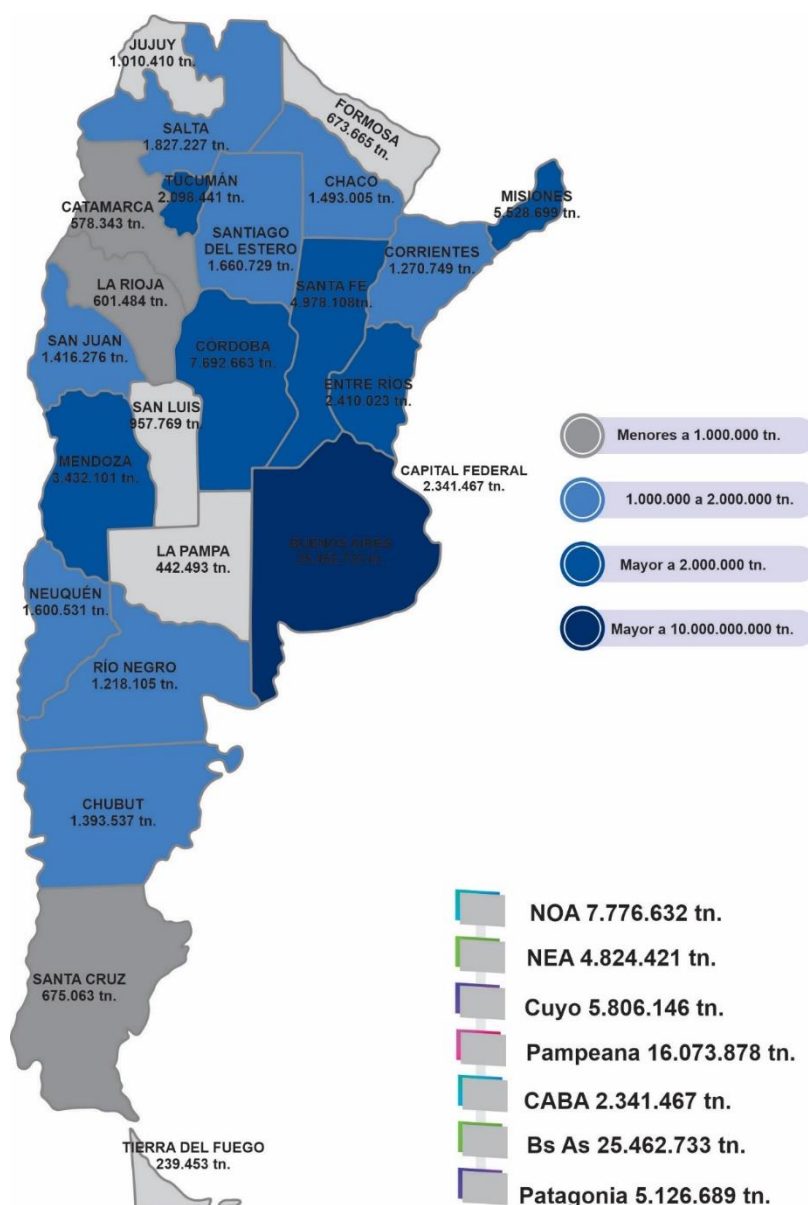 JUJUY
1.010.410 tn.
FORMOSA
673.665 tn.
SALTA
1.827.227 tn.
CHACO
1.493.005 tn.
MISIONES
5.528.699 tn.
TUCUMÁN
2.098.441 tn.
CATAMARCA
578.343 tn.
SANTIAGO
DEL ESTERO
1.660.729 tn.
CORRIENTES
1.270.749 tn.
LA RIOJA
601.484 tn.
SANTA FE
4.978.108tn.
SAN JUAN
1.416.276 tn.
CÓRDOBA
7.692.663 tn.
ENTRE RÍOS
2.410.023 tn.
SAN LUIS
957.769 tn.
MENDOZA
3.432.101 tn.
CAPITAL FEDERAL
2.341.467 tn.
BUENOS AIRES
LA PAMPA
442.493 tn.
NEUQUÉN
1.600.531 tn.
RÍO NEGRO
1.218.105 tn.
CHUBUT
1.393.537 tn.
SANTA CRUZ
675.063 tn.
TIERRA DEL FUEGO
239.453 tn.
Menores a 1.000.000 tn.
1.000.000 a 2.000.000 tn.
Mayor a 2.000.000 tn.
Mayor a 10.000.000.000 tn.
NOA 7.776.632 tn.
NEA 4.824.421 tn.
Cuyo 5.806.146 tn.
Pampeana 16.073.878 tn.
CABA 2.341.467 tn.
Bs As 25.462.733 tn.
Patagonia 5.126.689 tn.